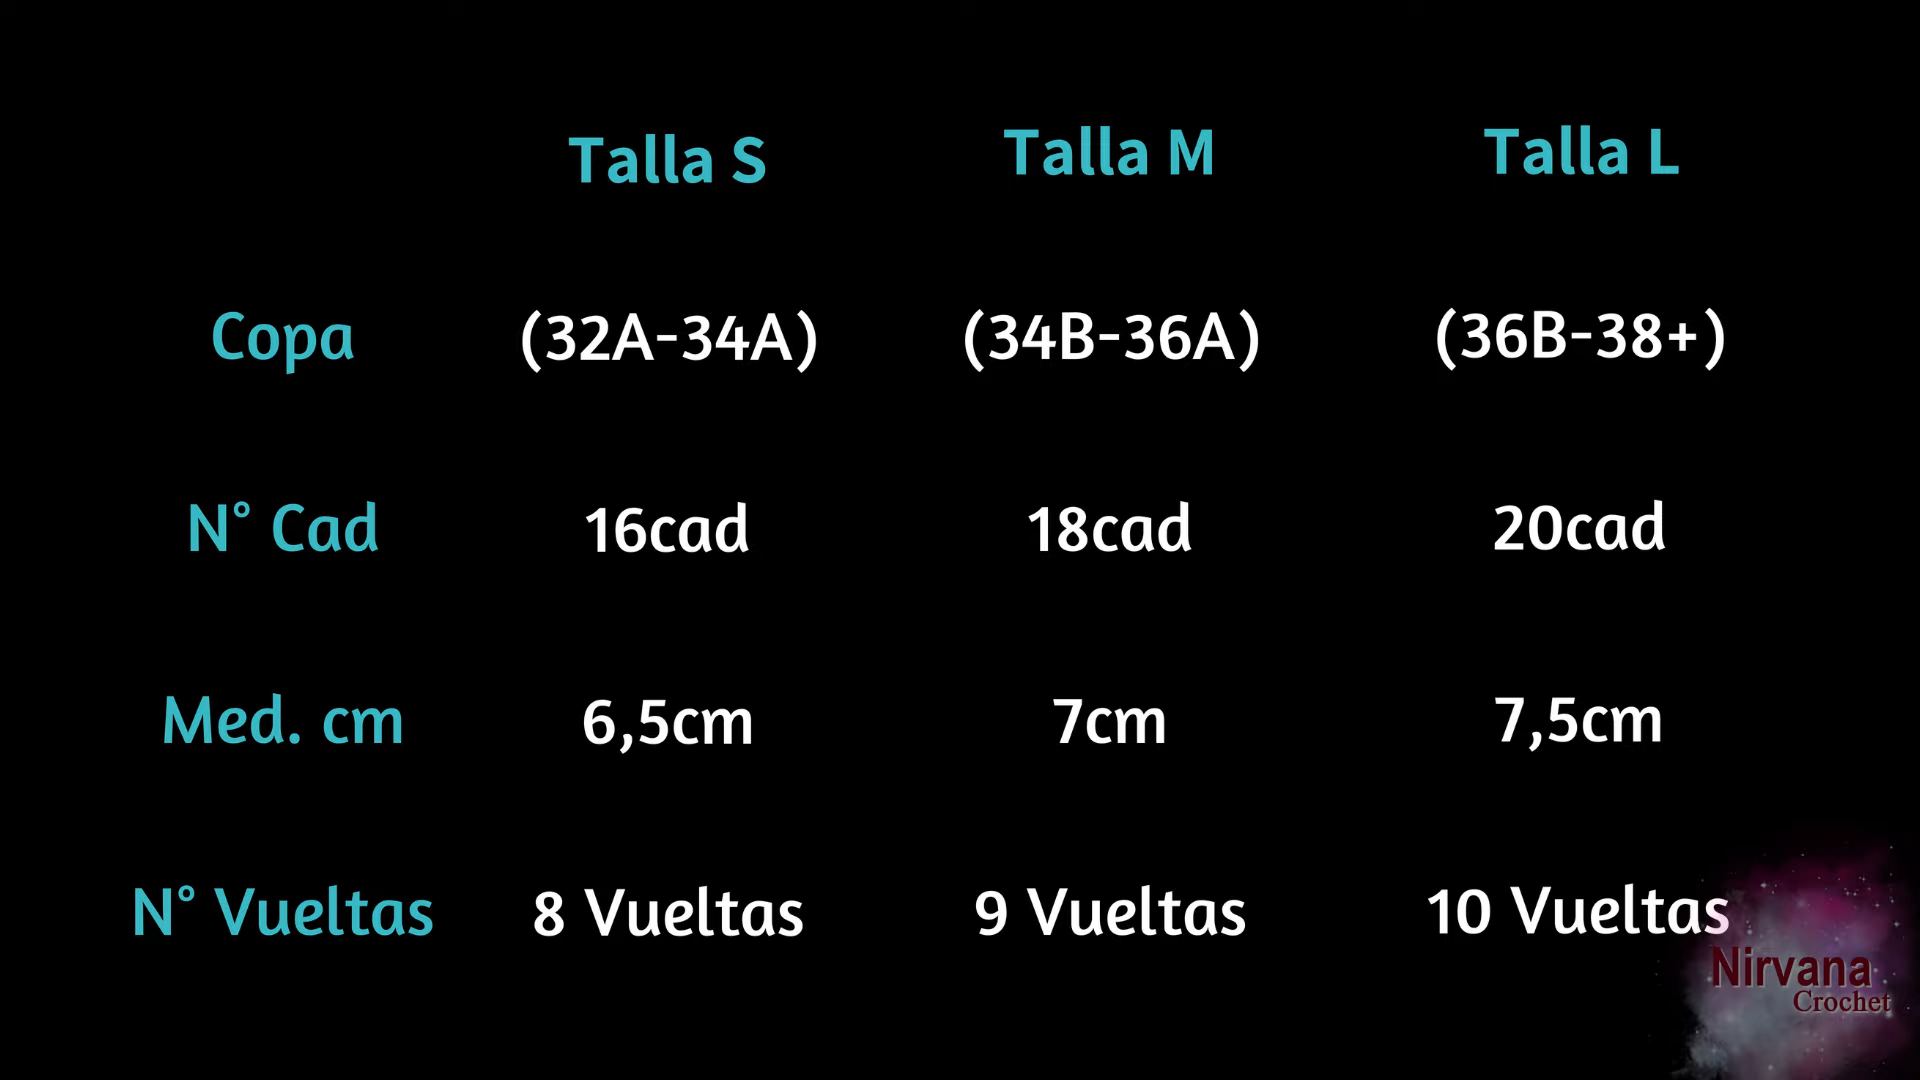 Talla S Talla M Talla L
Copa (32A-34A) (34B-36A) (36B-38+)
N° Cad 16cad 18cad 20cad
Med. cm 6,5cm 7cm 7,5cm
N° Vueltas 8 Vueltas 9 Vueltas 10 Vueltas
Nirvana
Crochet